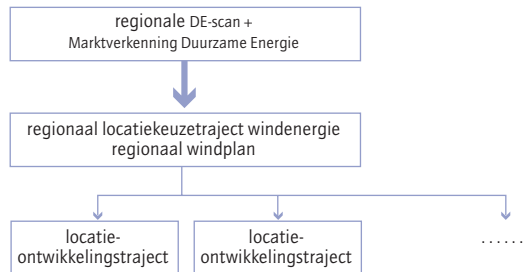 regionale DE-scan +
Marktverkenning Duurzame Energie
regionaal locatiekeuzetraject windenergie
regionaal windplan
locatie-
ontwikkelingstraject
locatie-
ontwikkelingstraject
......